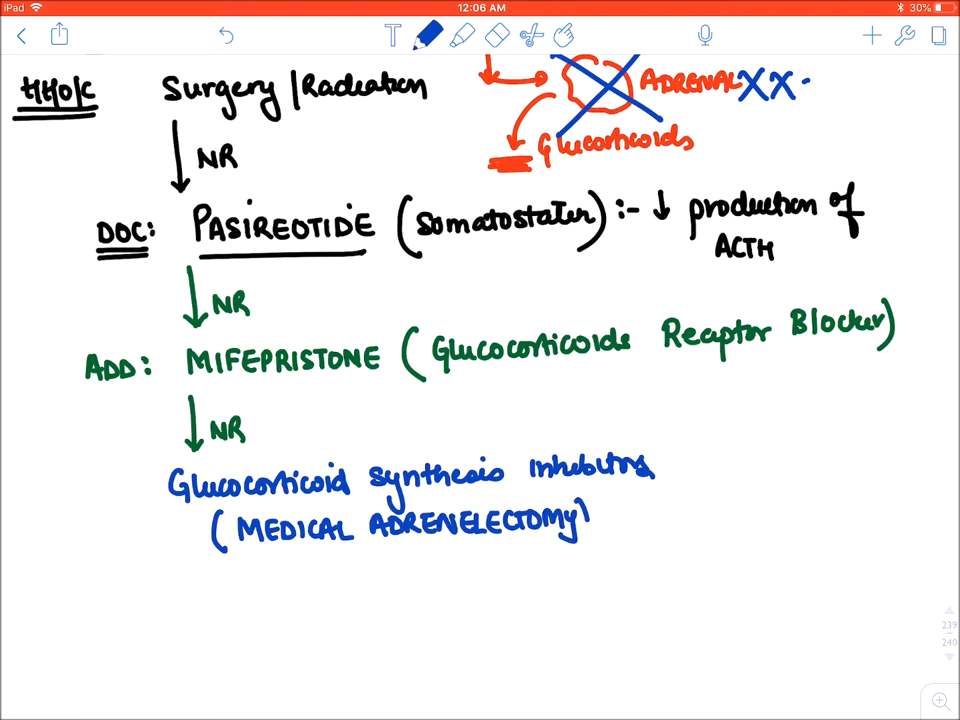 iPad 12:06 AM 30%
T
ADRENAL XX
Surgery / Radiation
Glucorticoids
NR
DOC: PASIREOTIDE (Somatostatin) :- ↓ production of
ACTH
NR
ADD: MIFEPRISTONE (Glucocorticoids Receptor Blocker)
NR
Glucocorticoid Synthesis Inhibitors
(MEDICAL ADRENELECTOMY)
239
240